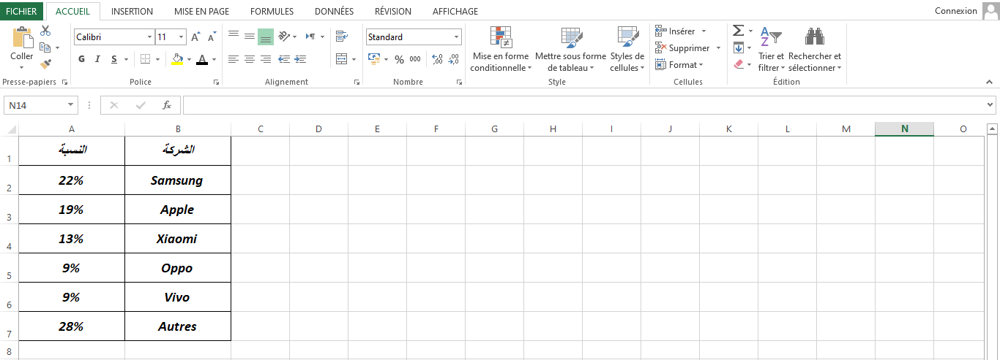 FICHIER ACCUEIL INSERTION MISE EN PAGE FORMULES DONNÉES RÉVISION AFFICHAGE Connexion
Calibri 11 Standard Insérer
Supprimer
Format
Coller G I S % 000 Mise en forme conditionnelle Mettre sous forme de tableau Styles de cellules Trier et filtrer Rechercher et sélectionner
Presse-papiers Police Alignement Nombre Style Cellules Édition
N14 fx
A B C D E F G H I J K L M N O
1 النسبة الشركة
2 22% Samsung
3 19% Apple
4 13% Xiaomi
5 9% Oppo
6 9% Vivo
7 28% Autres
8